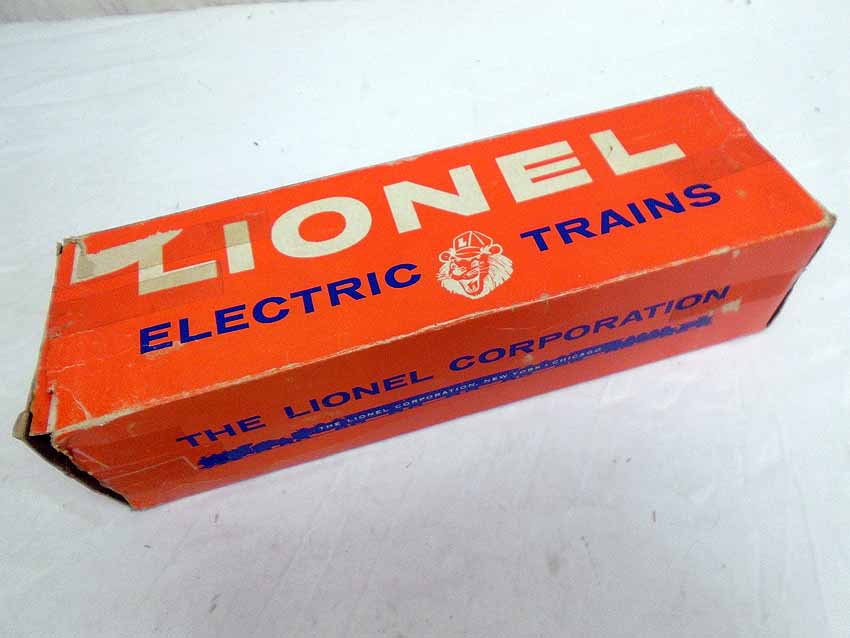 LIONEL
ELECTRIC TRAINS
L
THE LIONEL CORPORATION
THE LIONEL CORPORATION, NEW YORK • CHICAGO